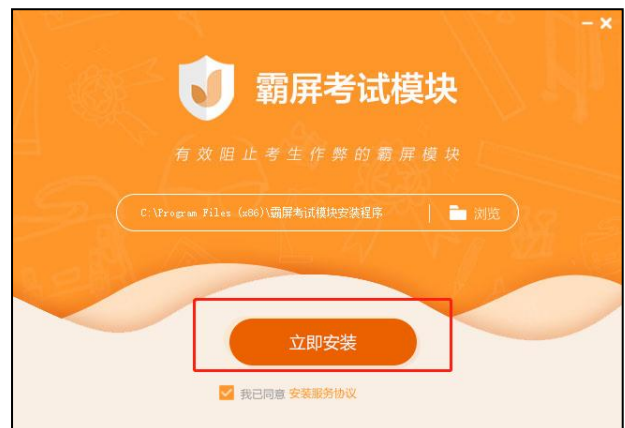 霸屏考试模块
有效阻止考生作弊的霸屏模块
C:\Program Files (x86)\霸屏考试模块安装程序 浏览
立即安装
我已同意 安装服务协议